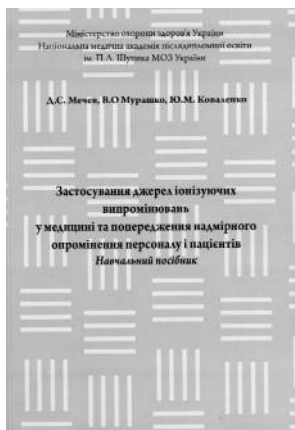 Міністерство охорони здоров'я України
Національна медична академія післядипломної освіти
ім. П.Л. Шупика МОЗ України
Д.С. Мечев, В.О Мурашко, Ю.М. Коваленко
Застосування джерел іонізуючих
випромінювань
у медицині та попередження надмірного
опромінення персоналу і пацієнтів
Навчальний посібник